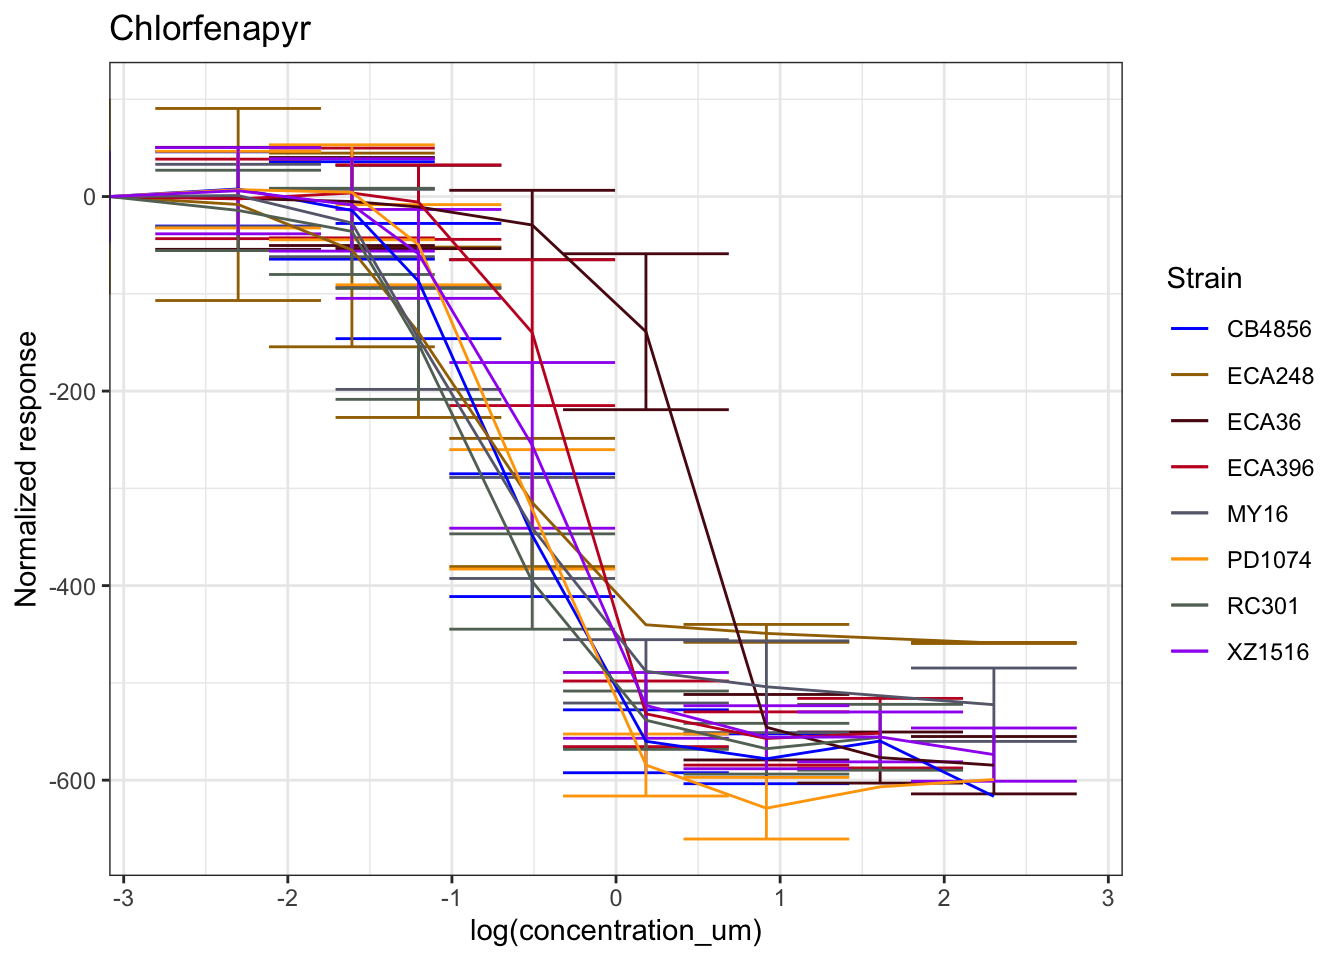 Chlorfenapyr
Normalized response
0
-200
-400
-600
-3
-2
-1
0
1
2
3
log(concentration_um)
Strain
CB4856
ECA248
ECA36
ECA396
MY16
PD1074
RC301
XZ1516